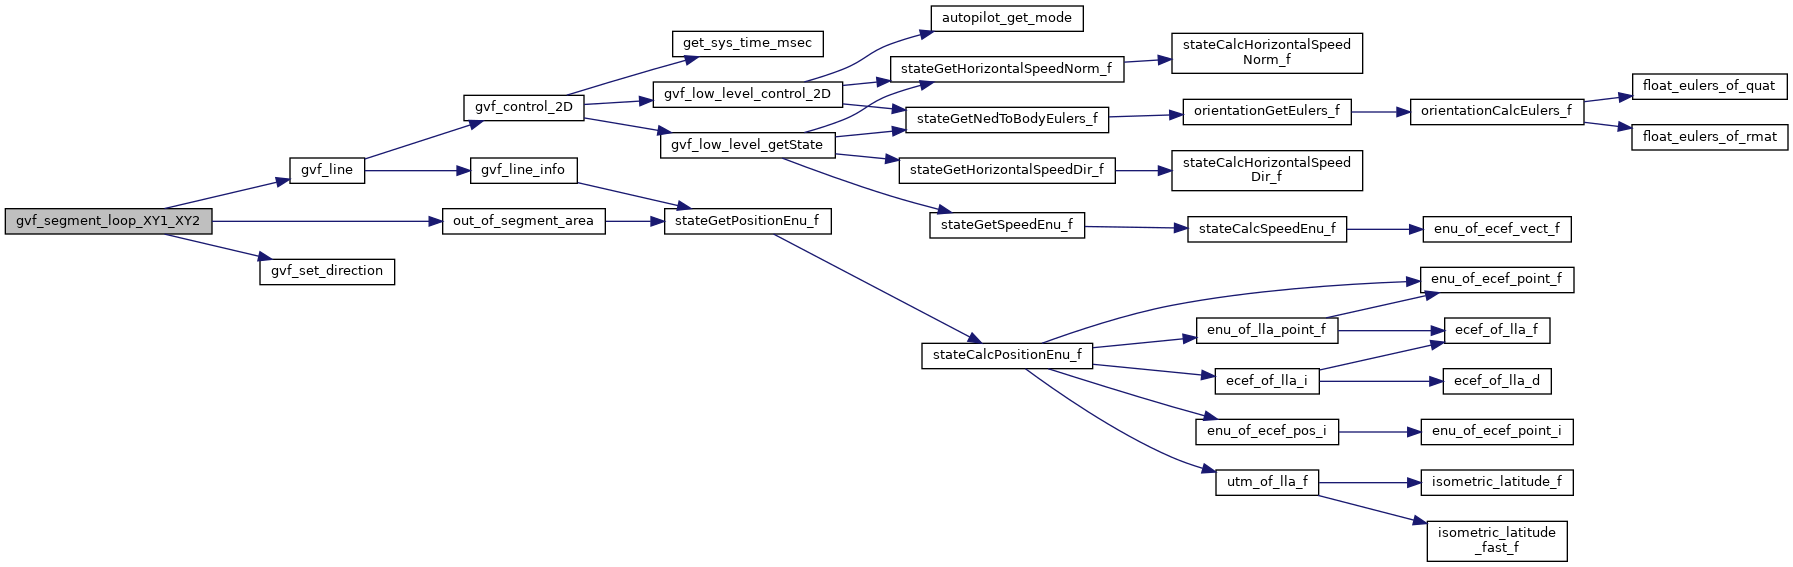 autopilot_get_mode
get_sys_time_msec
stateCalcHorizontalSpeed
Norm_f
stateGetHorizontalSpeedNorm_f
float_eulers_of_quat
gvf_low_level_control_2D
gvf_control_2D
stateGetNedToBodyEulers_f
orientationGetEulers_f
orientationCalcEulers_f
float_eulers_of_rmat
gvf_low_level_getState
gvf_line
gvf_line_info
stateGetHorizontalSpeedDir_f
stateCalcHorizontalSpeed
Dir_f
gvf_segment_loop_XY1_XY2
out_of_segment_area
stateGetPositionEnu_f
stateGetSpeedEnu_f
stateCalcSpeedEnu_f
enu_of_ecef_vect_f
gvf_set_direction
enu_of_ecef_point_f
enu_of_lla_point_f
ecef_of_lla_f
stateCalcPositionEnu_f
ecef_of_lla_i
ecef_of_lla_d
enu_of_ecef_pos_i
enu_of_ecef_point_i
utm_of_lla_f
isometric_latitude_f
isometric_latitude
_fast_f